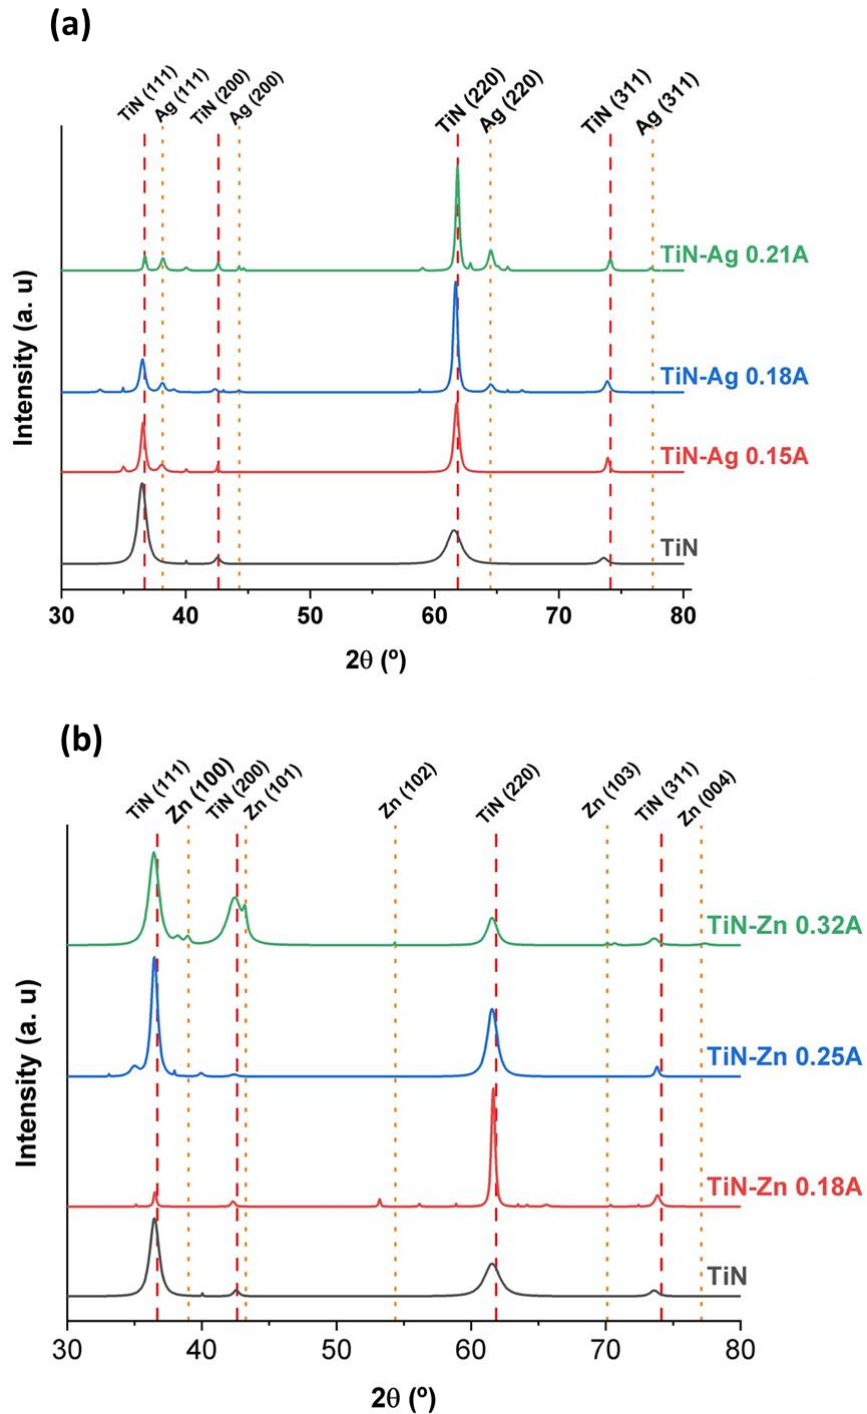 (a)
TiN (111)
Ag (111)
TiN (200)
Ag (200)
TiN (220)
Ag (220)
TiN (311)
Ag (311)
TiN-Ag 0.21A
TiN-Ag 0.18A
TiN-Ag 0.15A
TiN
Intensity (a. u)
30 40 50 60 70 80
2θ (º)
(b)
TiN (111)
Zn (100)
TiN (200)
Zn (101)
Zn (102)
TiN (220)
Zn (103)
TiN (311)
Zn (004)
TiN-Zn 0.32A
TiN-Zn 0.25A
TiN-Zn 0.18A
TiN
Intensity (a. u)
30 40 50 60 70 80
2θ (º)